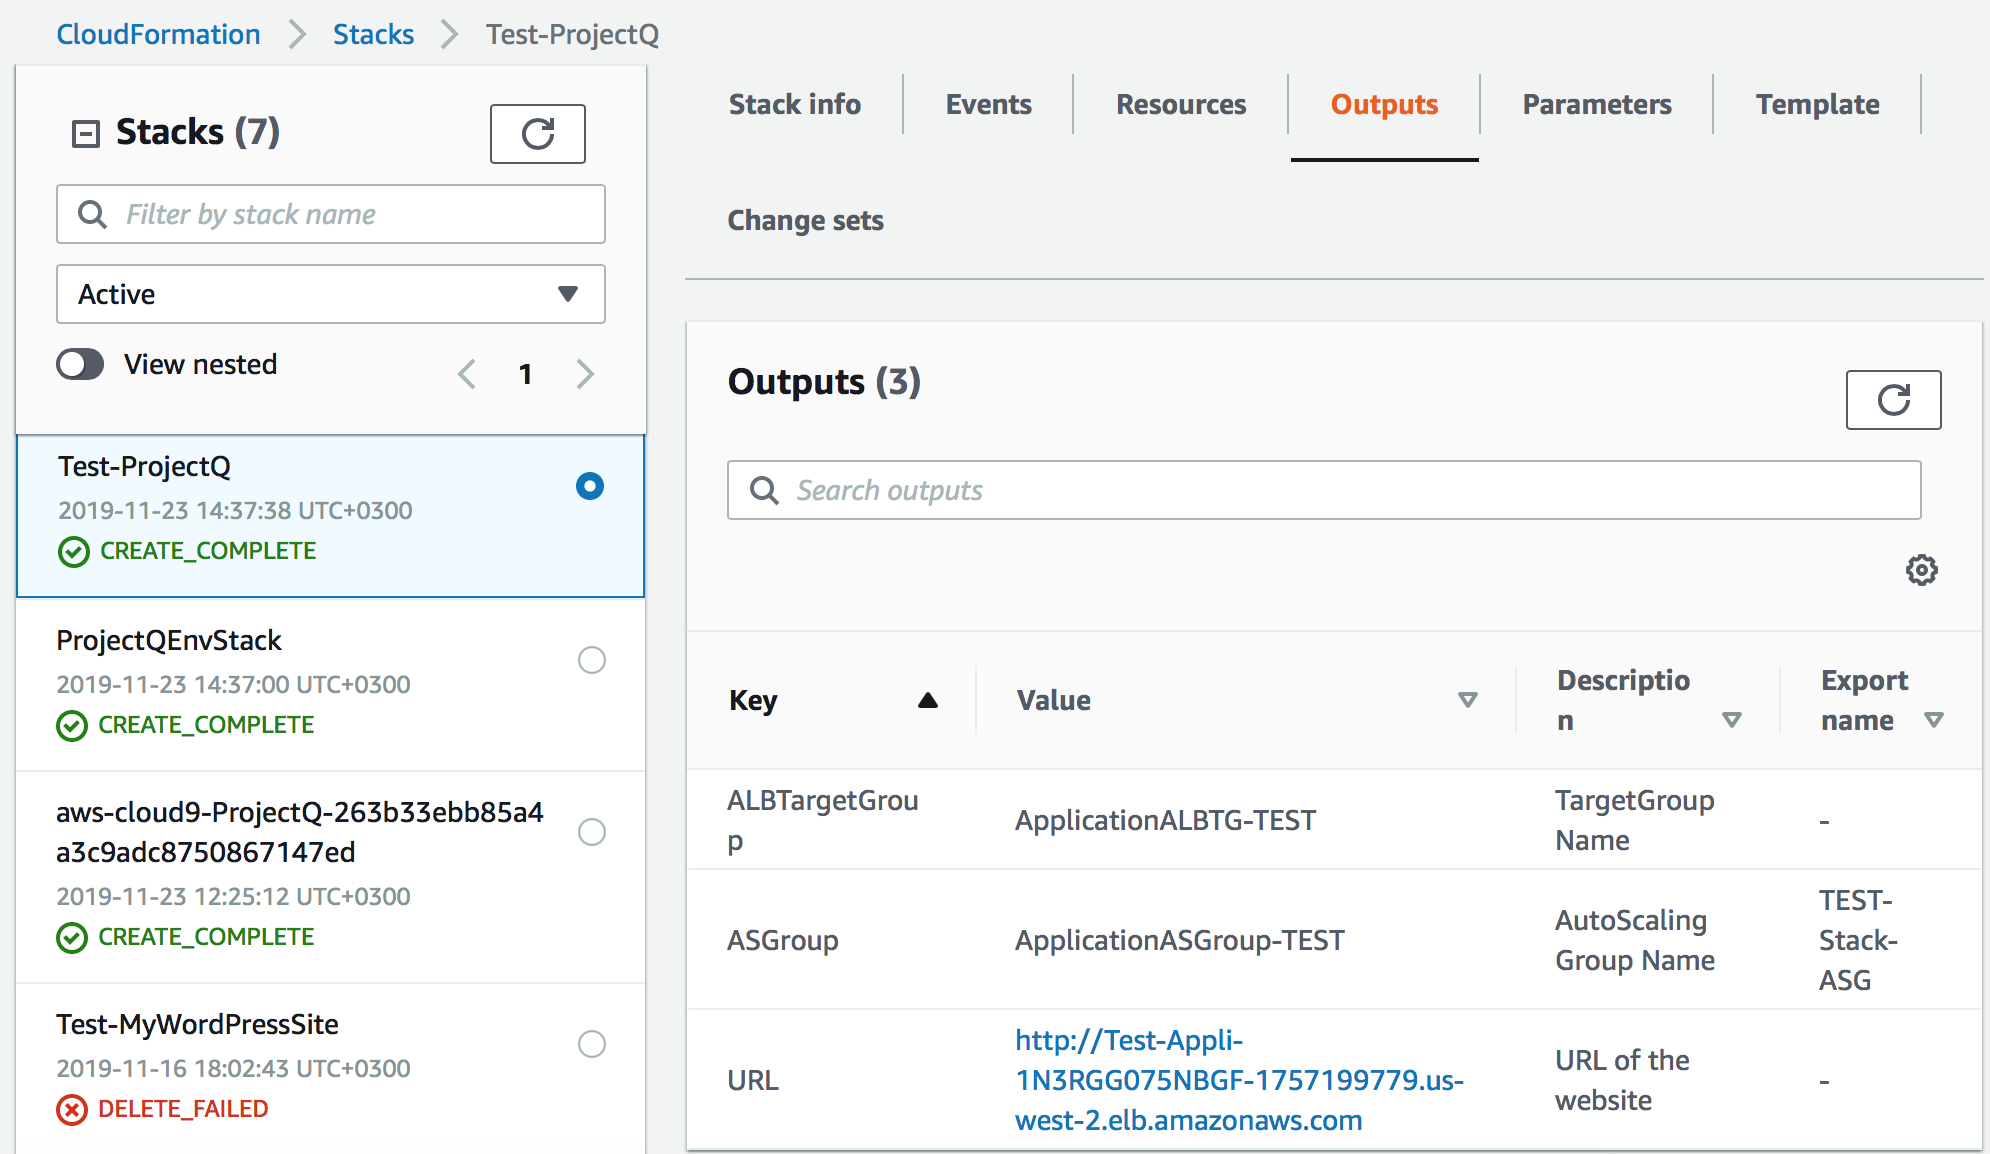 CloudFormation > Stacks > Test-ProjectQ
Stacks (7)
Filter by stack name
Active
View nested
1
Test-ProjectQ
2019-11-23 14:37:38 UTC+0300
CREATE_COMPLETE
ProjectQEnvStack
2019-11-23 14:37:00 UTC+0300
CREATE_COMPLETE
aws-cloud9-ProjectQ-263b33ebb85a4
a3c9adc8750867147ed
2019-11-23 12:25:12 UTC+0300
CREATE_COMPLETE
Test-MyWordPressSite
2019-11-16 18:02:43 UTC+0300
DELETE_FAILED
Stack info Events Resources Outputs Parameters Template
Change sets
Outputs (3)
Search outputs
Key Value Descriptio
n Export
name
ALBTargetGrou
p
ApplicationALBTG-TEST
TargetGroup
Name
-
ASGroup
ApplicationASGroup-TEST
AutoScaling
Group Name
TEST-
Stack-
ASG
URL
http://Test-Appli-
1N3RGG075NBGF-1757199779.us-
west-2.elb.amazonaws.com
URL of the
website
-